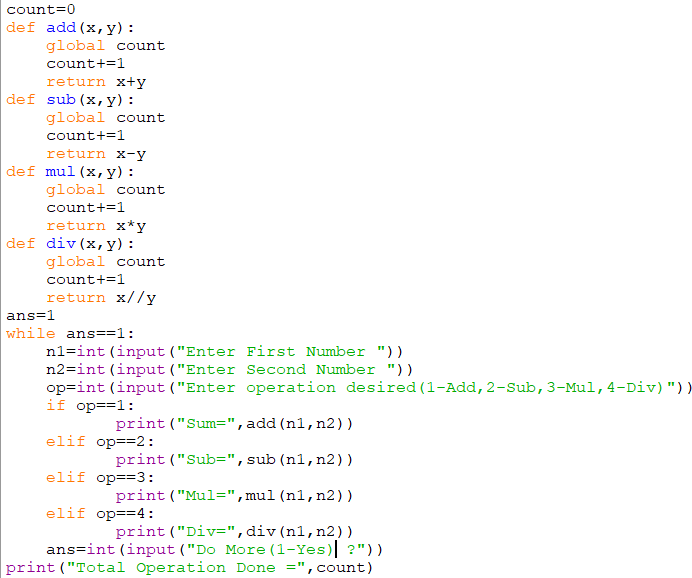 count=0
def add(x,y):
    global count
    count+=1
    return x+y
def sub(x,y):
    global count
    count+=1
    return x-y
def mul(x,y):
    global count
    count+=1
    return x*y
def div(x,y):
    global count
    count+=1
    return x//y
ans=1
while ans==1:
    n1=int(input("Enter First Number "))
    n2=int(input("Enter Second Number "))
    op=int(input("Enter operation desired(1-Add,2-Sub,3-Mul,4-Div)"))
    if op==1:
           print("Sum=",add(n1,n2))
    elif op==2:
           print("Sub=",sub(n1,n2))
    elif op==3:
           print("Mul=",mul(n1,n2))
    elif op==4:
           print("Div=",div(n1,n2))
    ans=int(input("Do More(1-Yes) ?"))
print("Total Operation Done =",count)